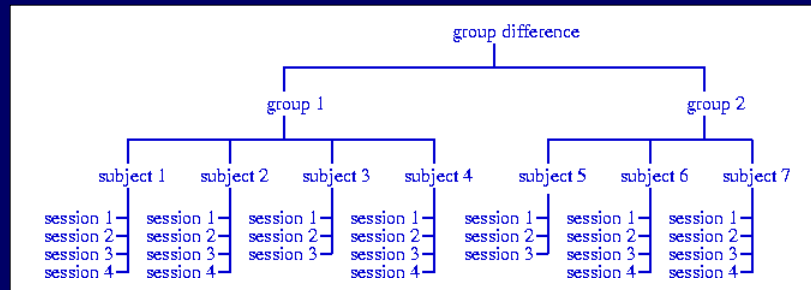 group difference
group 1 group 2
subject 1 subject 2 subject 3 subject 4 subject 5 subject 6 subject 7
session 1 session 1 session 1 session 1 session 1 session 1 session 1
session 2 session 2 session 2 session 2 session 2 session 2 session 2
session 3 session 3 session 3 session 3 session 3 session 3 session 3
session 4 session 4 session 4 session 4 session 4